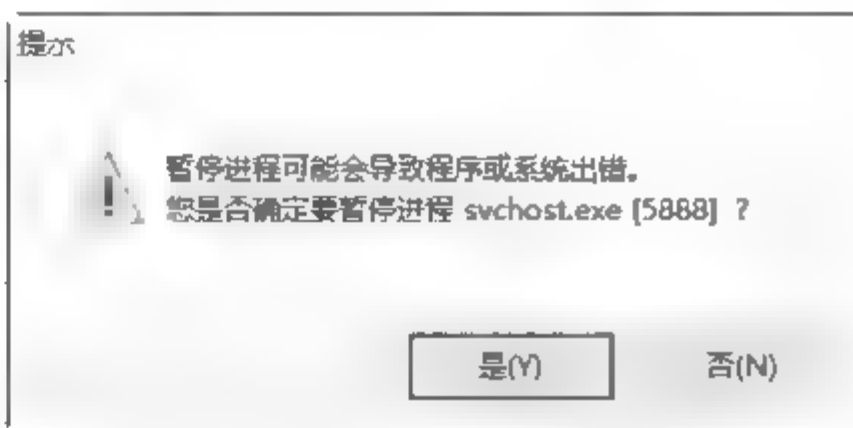 提示
暂停进程可能会导致程序或系统出错。
您是否确定要暂停进程 svchost.exe [5888] ?
是(Y)
否(N)